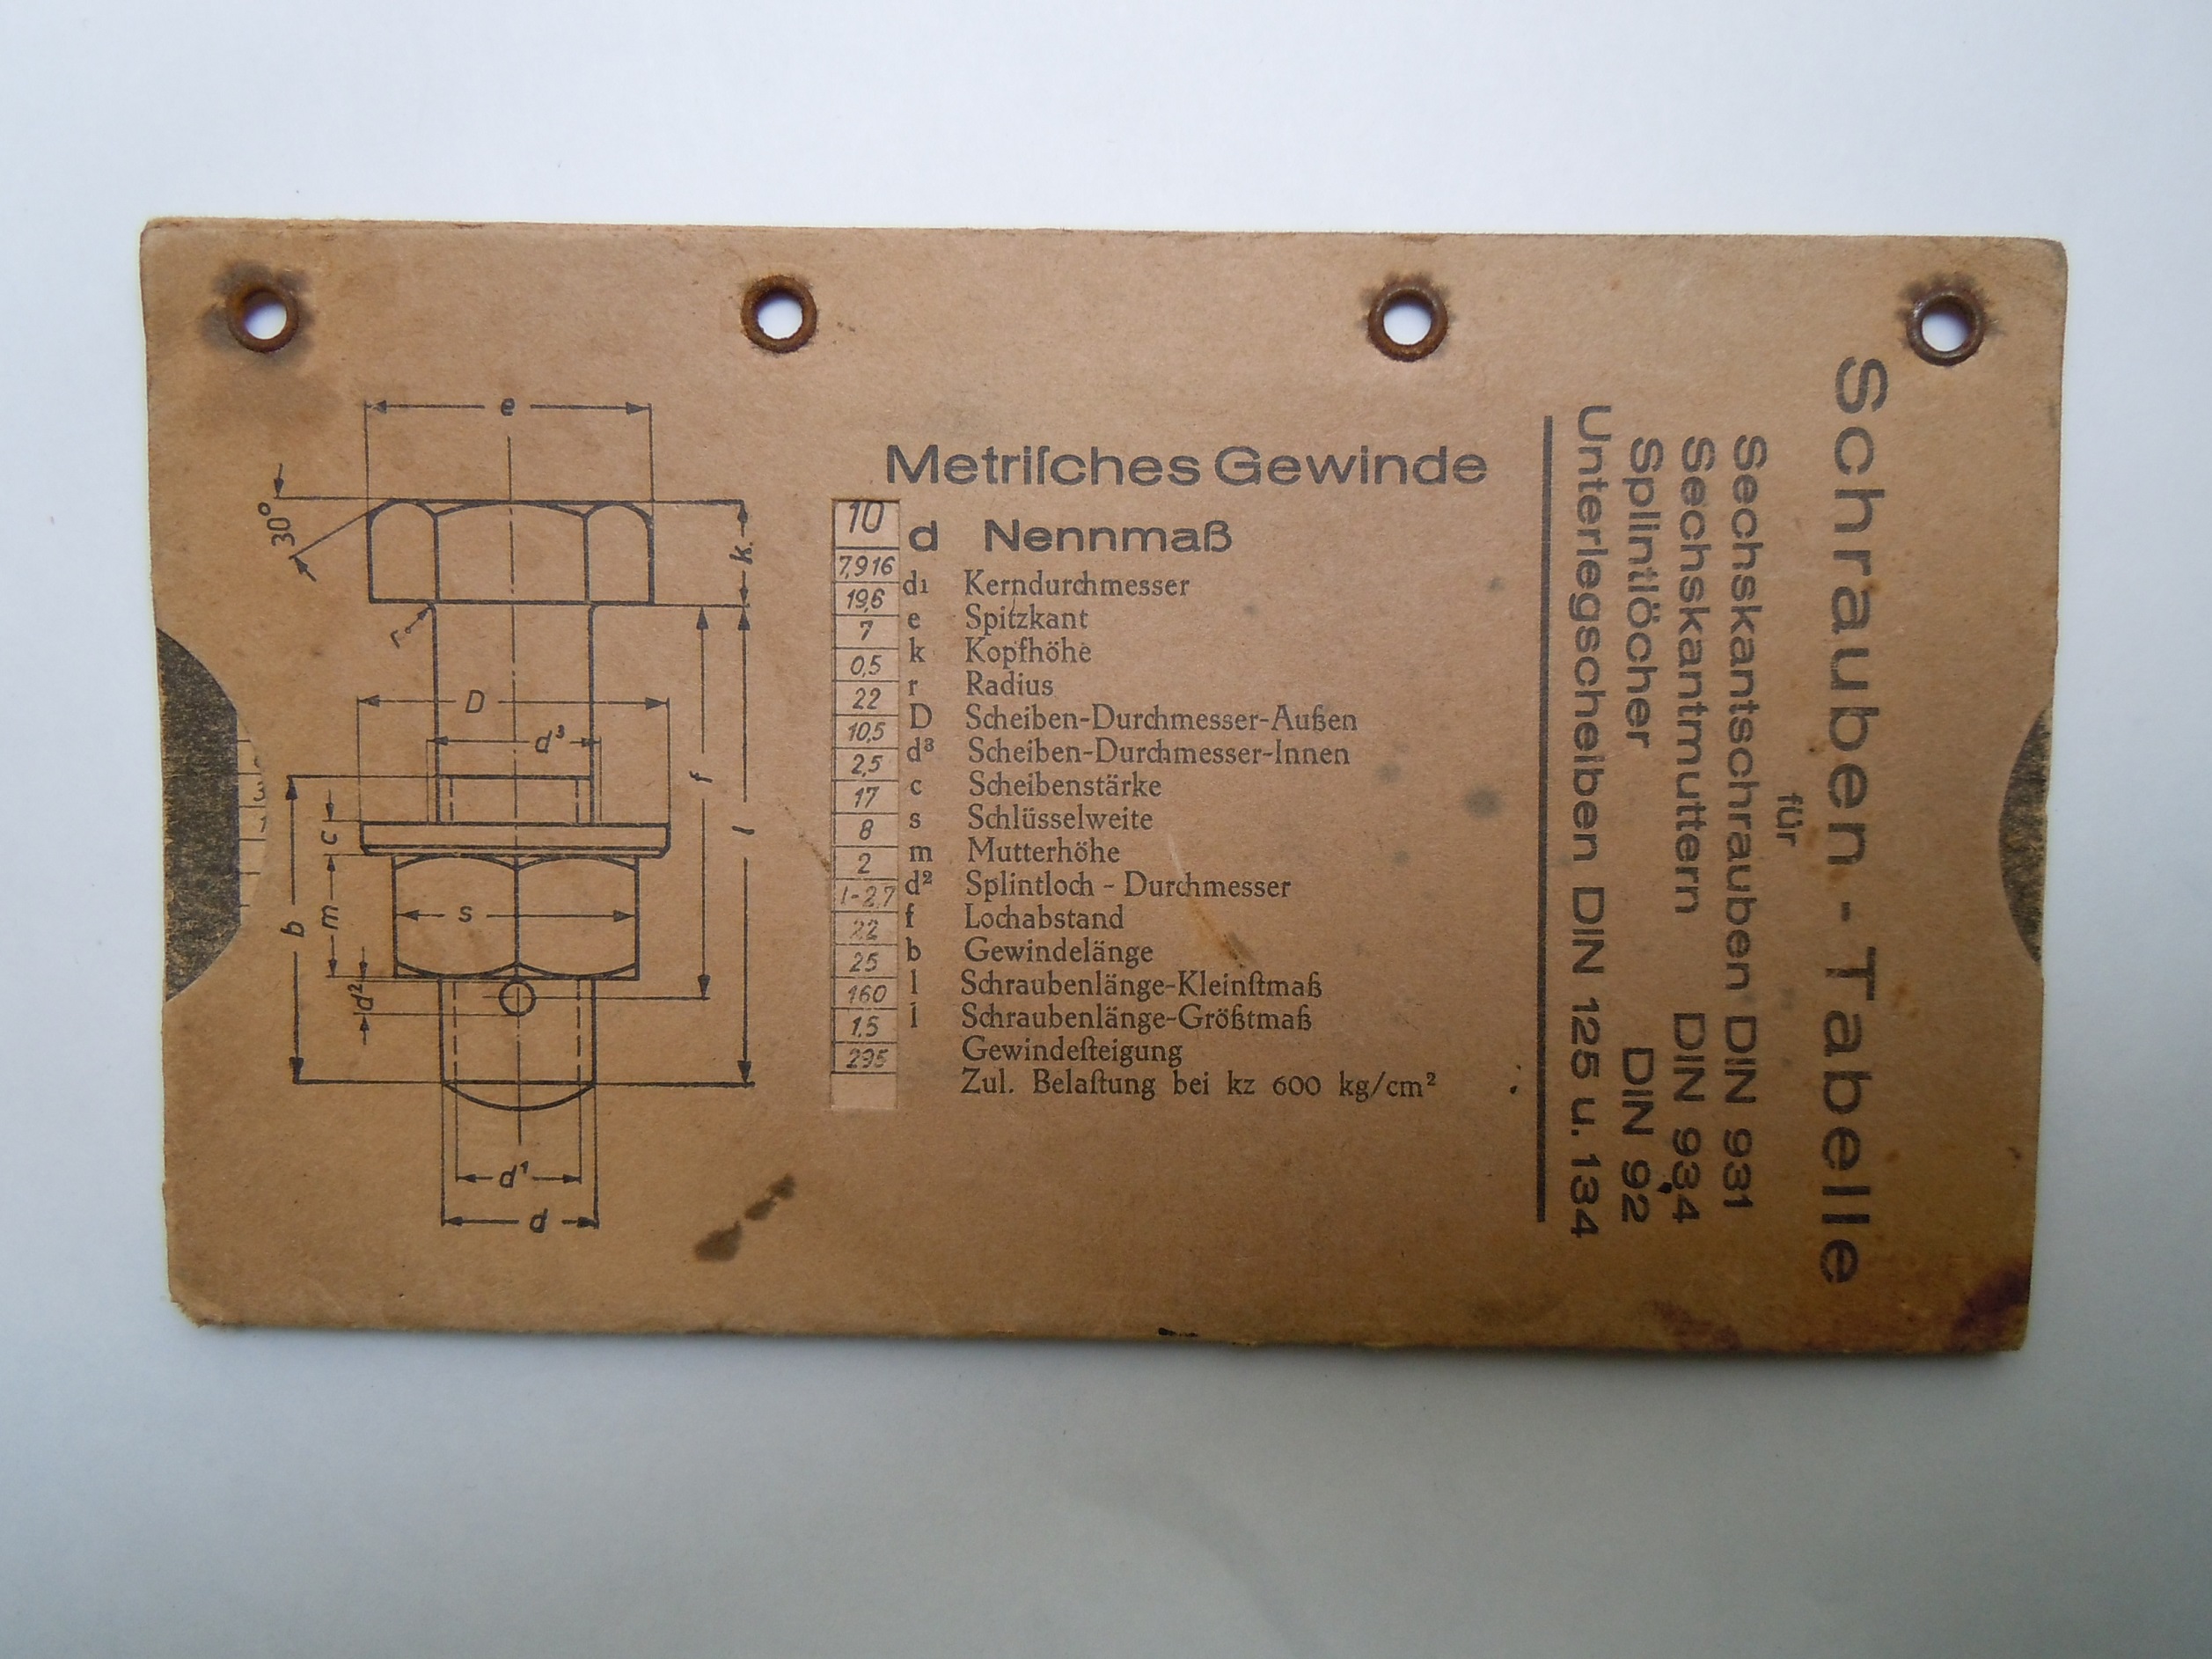 Schrauben-Tabelle
für
Sechskantschrauben DIN 931
Sechskantmuttern DIN 934
Splintlöcher DIN 92
Unterlegscheiben DIN 125 u. 134
Metriſches Gewinde
10 d Nennmaß
7,916 d1 Kerndurchmesser
19,6 e Spitzkant
7 k Kopfhöhe
0,5 r Radius
22 D Scheiben-Durchmesser-Außen
10,5 d³ Scheiben-Durchmesser-Innen
2,5 c Scheibenstärke
17 s Schlüsselweite
8 m Mutterhöhe
2 d² Splintloch - Durchmesser
l-2,7 f Lochabstand
22 b Gewindelänge
25 l Schraubenlänge-Kleinſtmaß
160 l Schraubenlänge-Größtmaß
1,5 Gewindeſteigung
295 Zul. Belaſtung bei kz 600 kg/cm²
e
30°
k
r
D
d³
f
l
c
b
m
s
d²
d¹
d